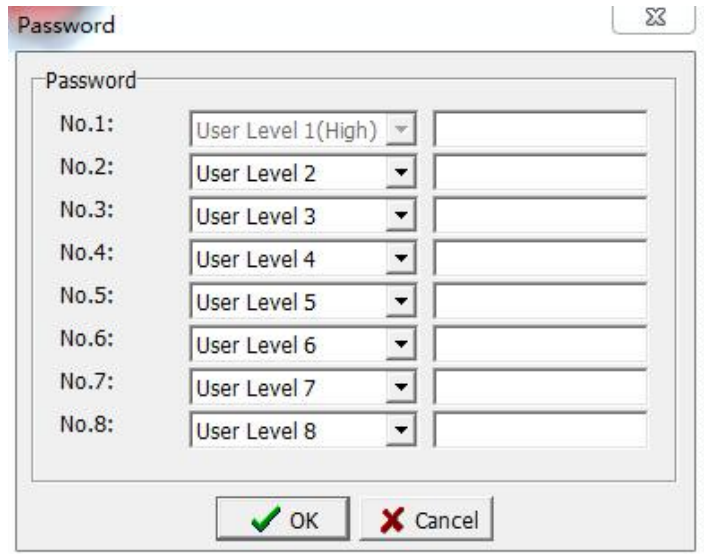 Password
Password
No.1: User Level 1(High)
No.2: User Level 2
No.3: User Level 3
No.4: User Level 4
No.5: User Level 5
No.6: User Level 6
No.7: User Level 7
No.8: User Level 8
OK Cancel